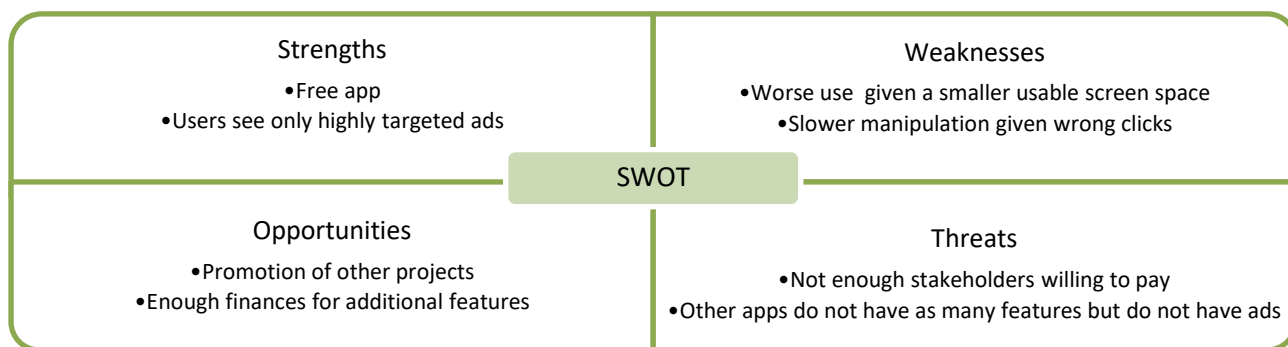 Strengths
•Free app
•Users see only highly targeted ads
Weaknesses
•Worse use  given a smaller usable screen space
•Slower manipulation given wrong clicks
SWOT
Opportunities
•Promotion of other projects
•Enough finances for additional features
Threats
•Not enough stakeholders willing to pay
•Other apps do not have as many features but do not have ads